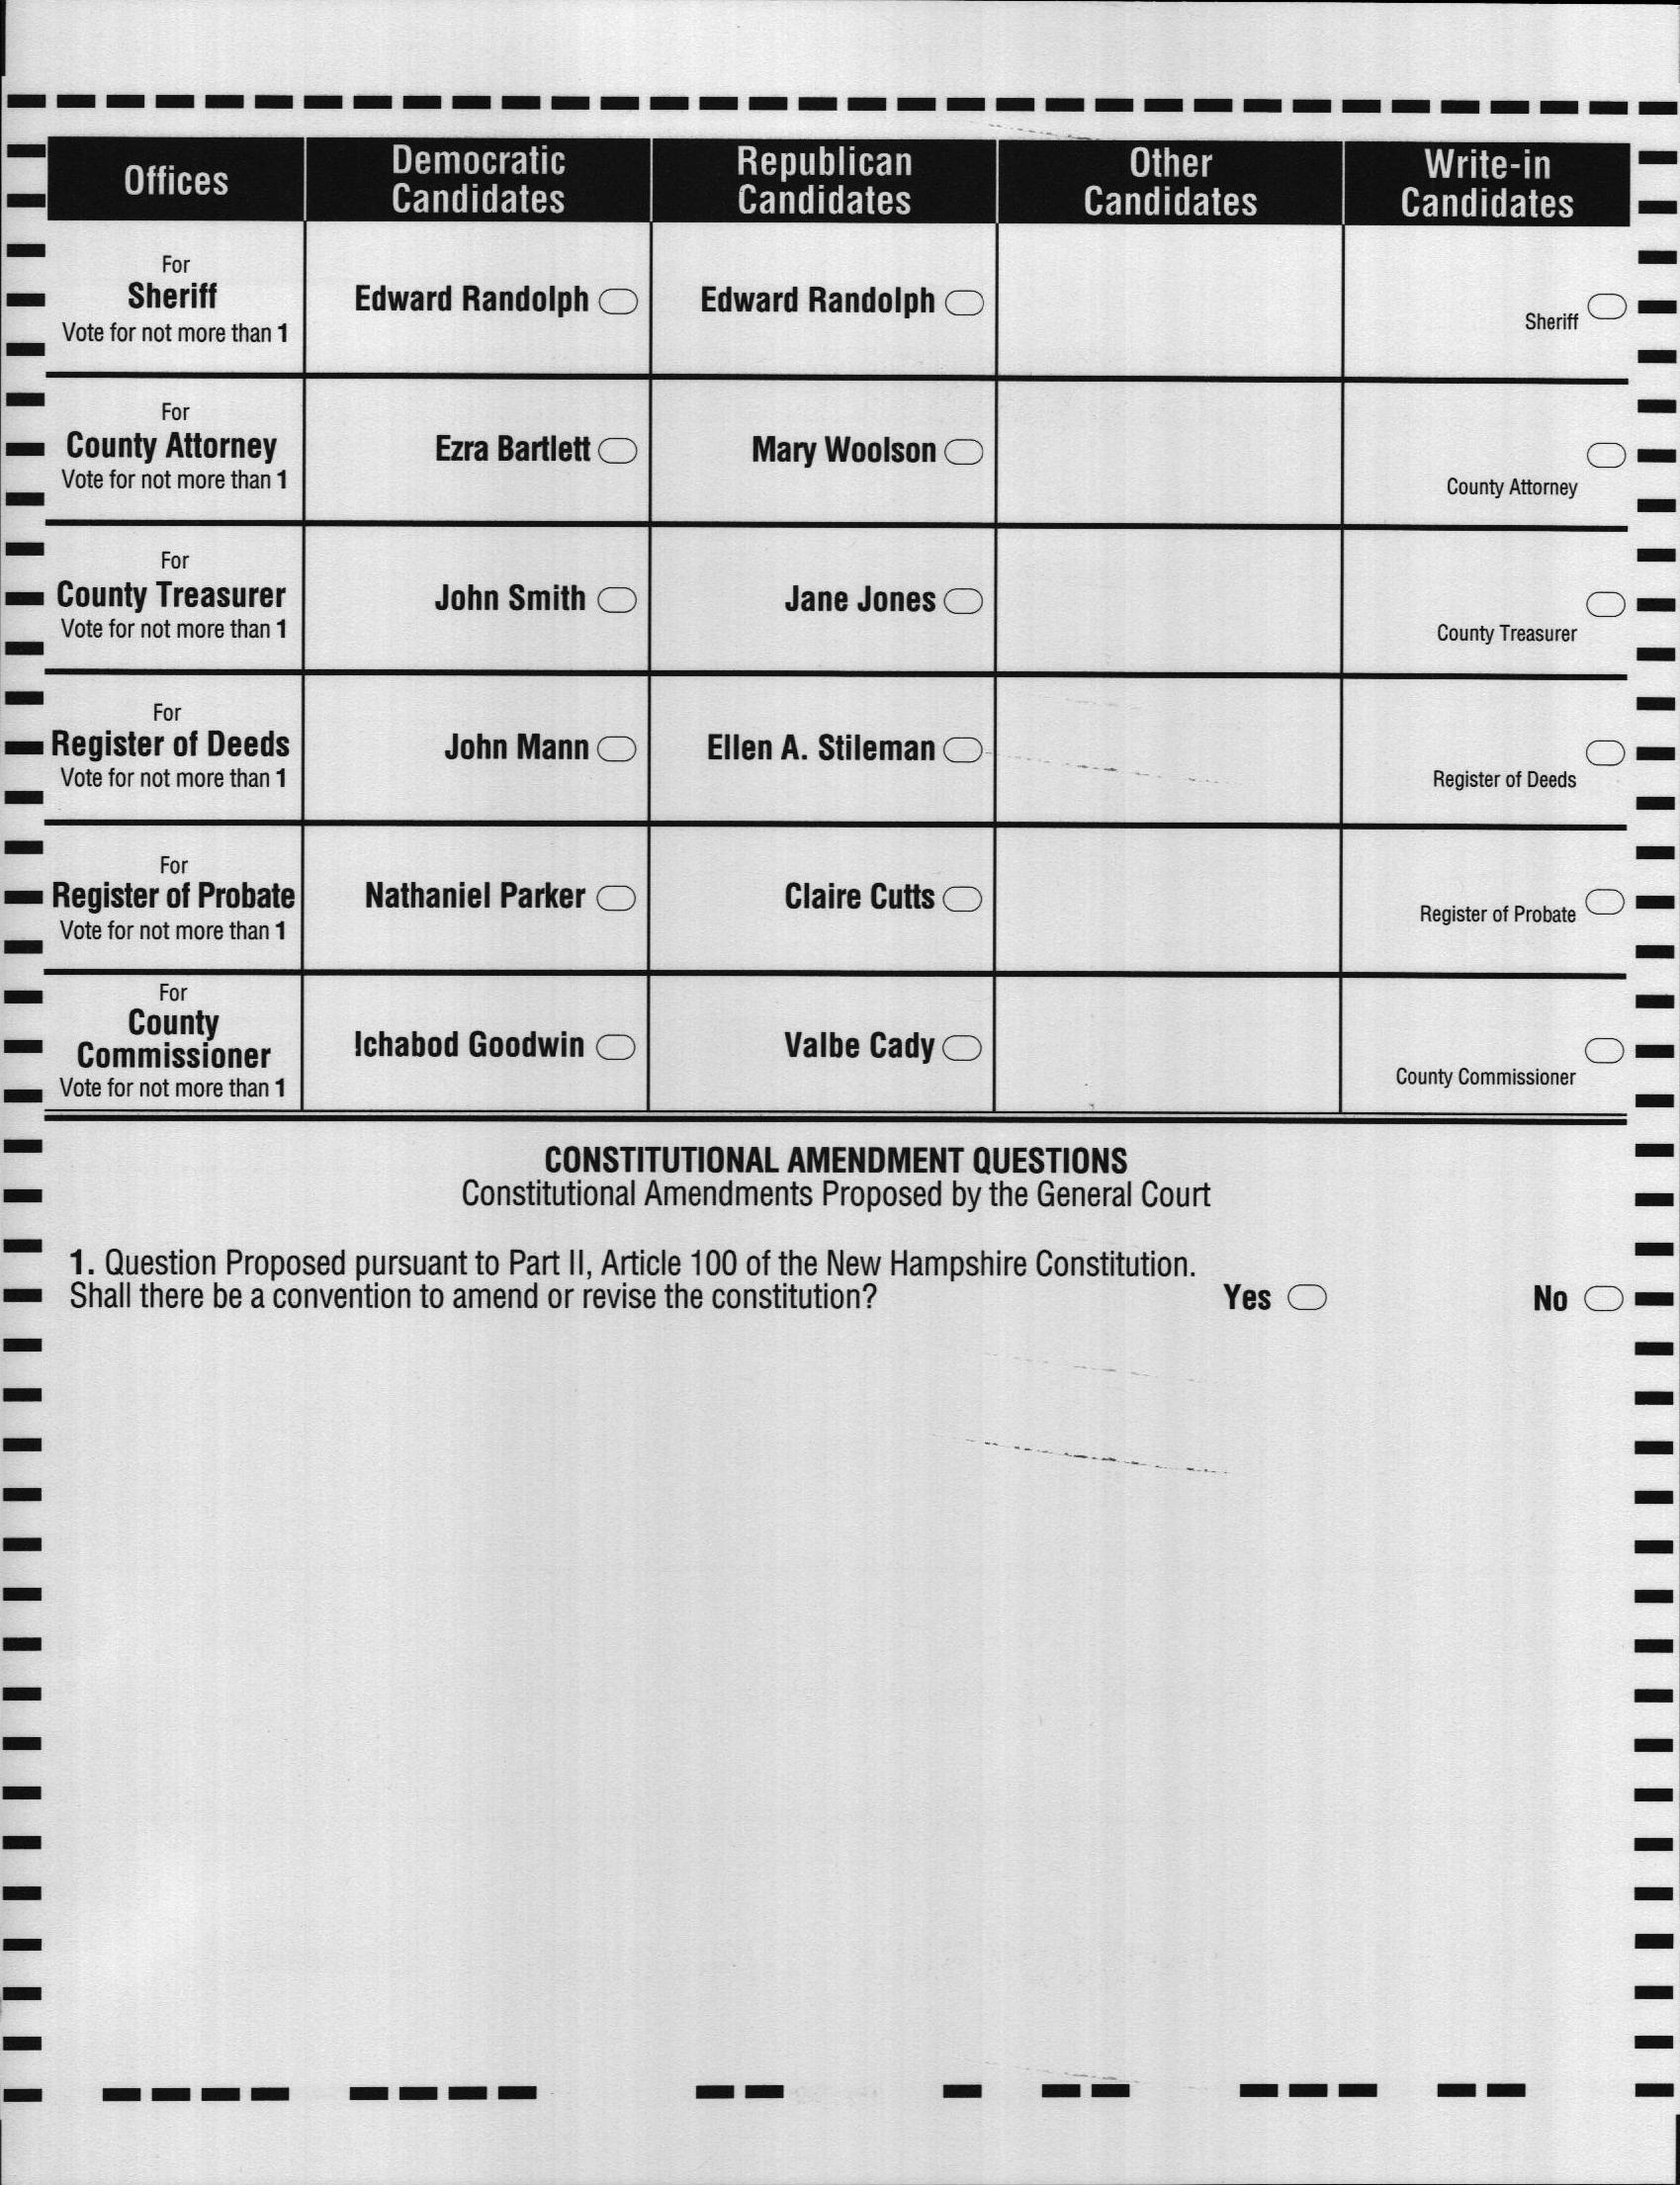 Offices
Democratic
Candidates
Republican
Candidates
Other
Candidates
Write-in
Candidates
For
Sheriff
Vote for not more than 1
Edward Randolph
Edward Randolph
Sheriff
For
County Attorney
Vote for not more than 1
Ezra Bartlett
Mary Woolson
County Attorney
For
County Treasurer
Vote for not more than 1
John Smith
Jane Jones
County Treasurer
For
Register of Deeds
Vote for not more than 1
John Mann
Ellen A. Stileman
Register of Deeds
For
Register of Probate
Vote for not more than 1
Nathaniel Parker
Claire Cutts
Register of Probate
For
County
Commissioner
Vote for not more than 1
Ichabod Goodwin
Valbe Cady
County Commissioner
CONSTITUTIONAL AMENDMENT QUESTIONS
Constitutional Amendments Proposed by the General Court
1. Question Proposed pursuant to Part II, Article 100 of the New Hampshire Constitution.
Shall there be a convention to amend or revise the constitution?
Yes
No